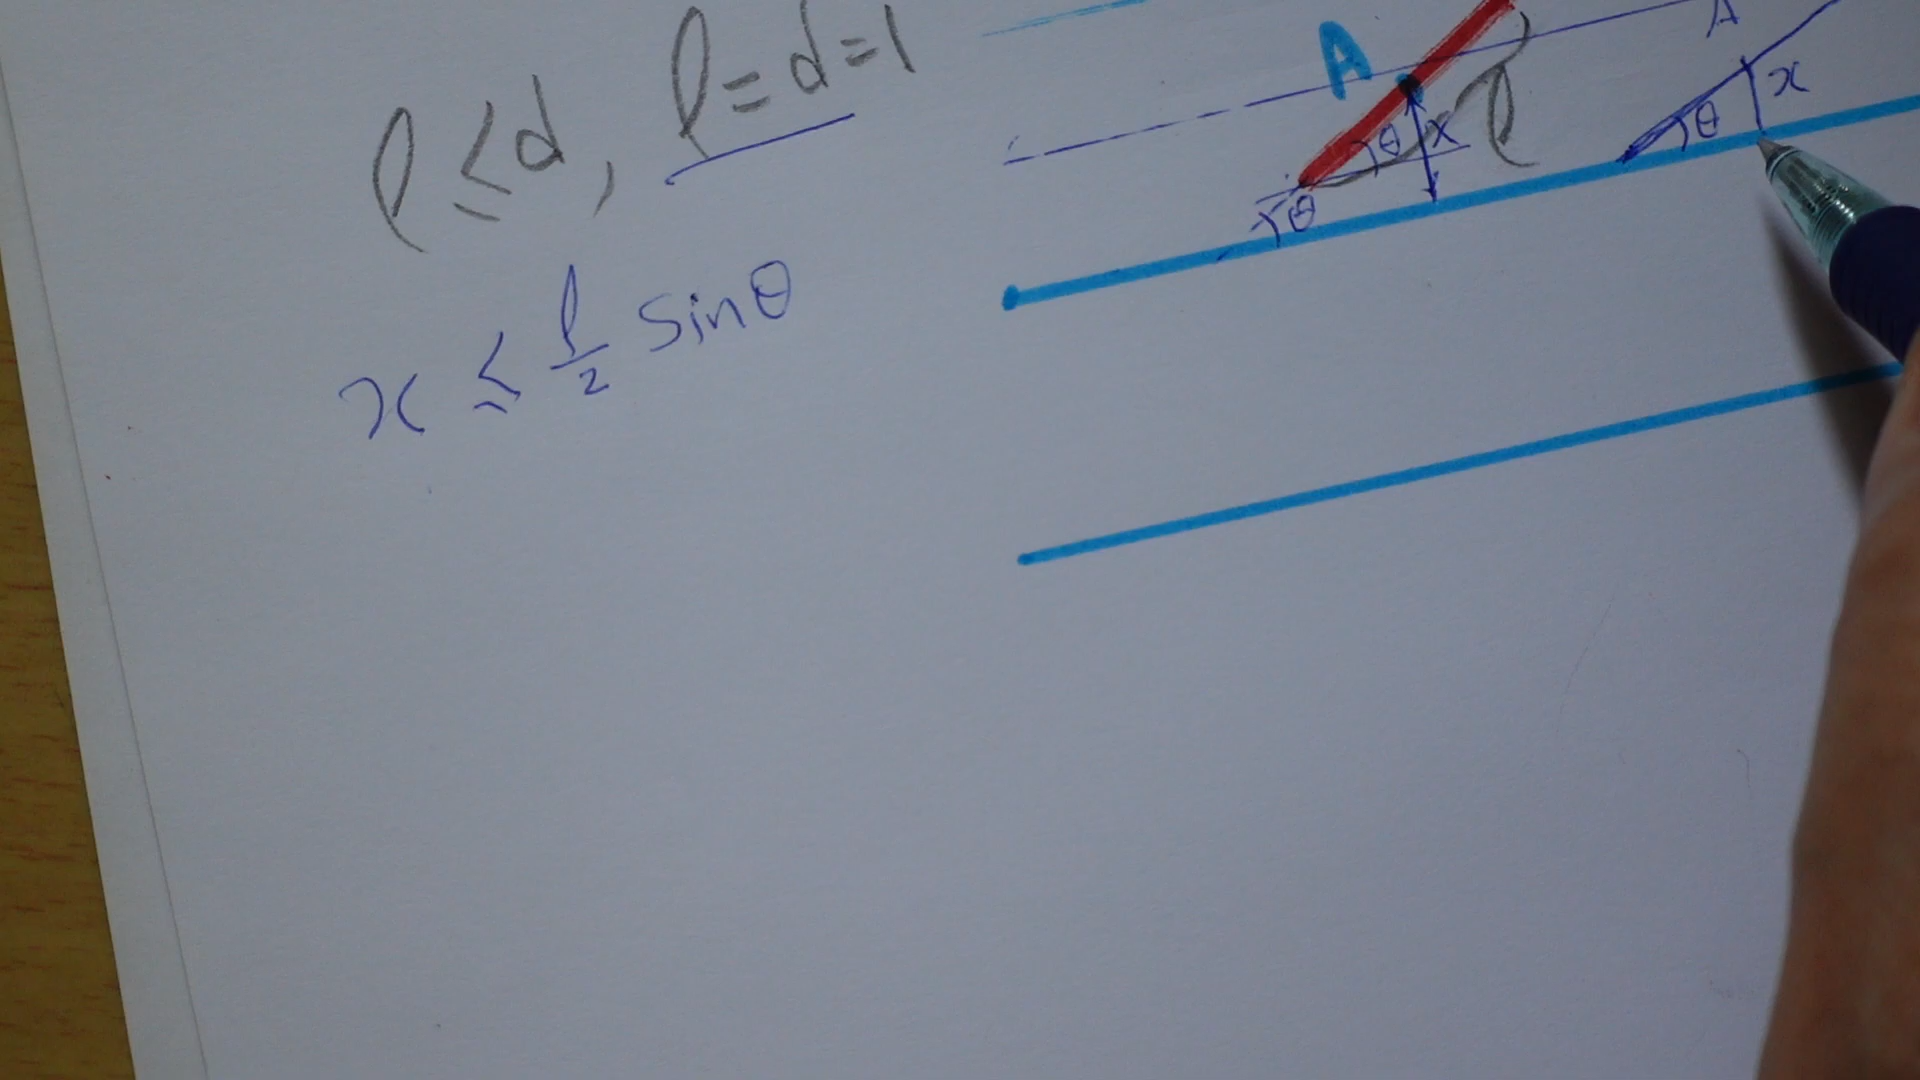 l ≤ d, l = d = 1
x ≤ l/2 sinθ
A
l
θ
x
θ
A
x
θ